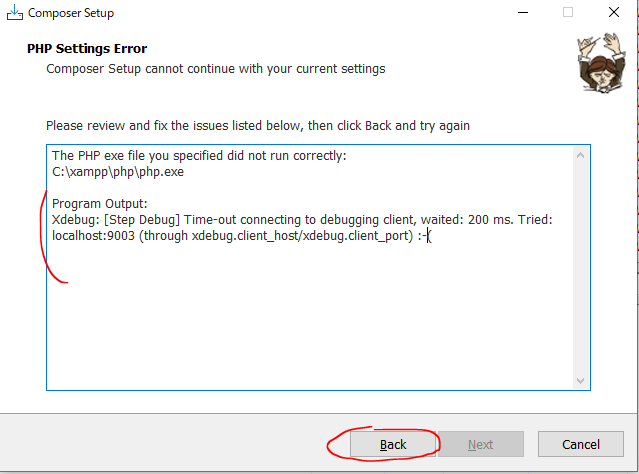 Composer Setup
PHP Settings Error
Composer Setup cannot continue with your current settings
Please review and fix the issues listed below, then click Back and try again
The PHP exe file you specified did not run correctly:
C:\xampp\php\php.exe
Program Output:
Xdebug: [Step Debug] Time-out connecting to debugging client, waited: 200 ms. Tried:
localhost:9003 (through xdebug.client_host/xdebug.client_port) :-(
Back
Next
Cancel